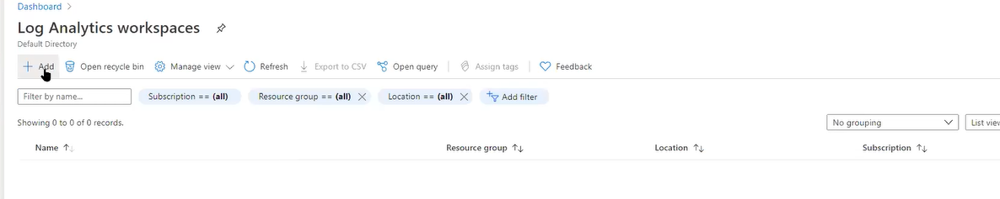 Dashboard
Log Analytics workspaces
Default Directory
Add Open recycle bin Manage view Refresh Export to CSV Open query Assign tags Feedback
Filter by name... Subscription == (all) Resource group == (all) Location == (all) Add filter
Showing 0 to 0 of 0 records. No grouping List view
Name Resource group Location Subscription